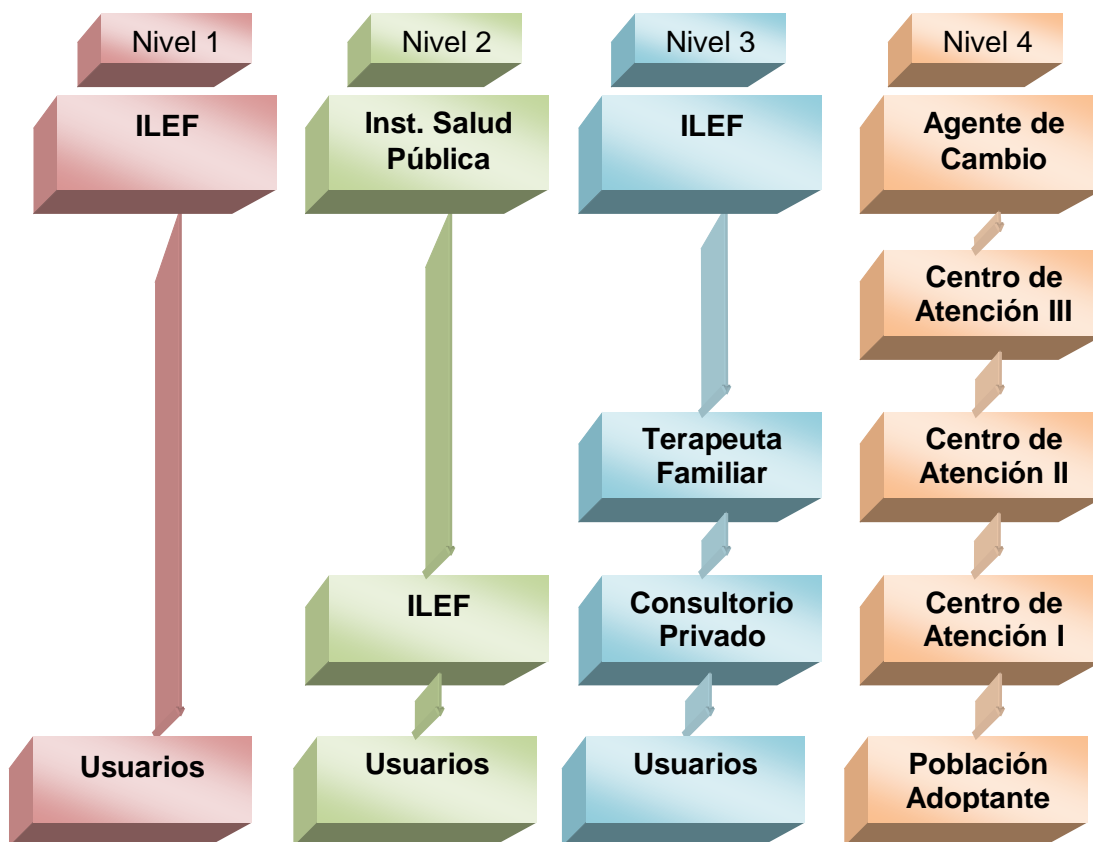 Nivel 1
Nivel 2
Nivel 3
Nivel 4
ILEF
Inst. Salud
Pública
ILEF
Agente de
Cambio
Centro de
Atención III
Terapeuta
Familiar
Centro de
Atención II
ILEF
Consultorio
Privado
Centro de
Atención I
Usuarios
Usuarios
Usuarios
Población
Adoptante